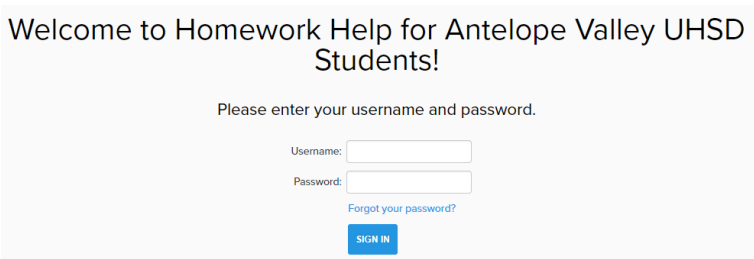 Welcome to Homework Help for Antelope Valley UHSD
Students!
Please enter your username and password.
Username:
Password:
Forgot your password?
SIGN IN